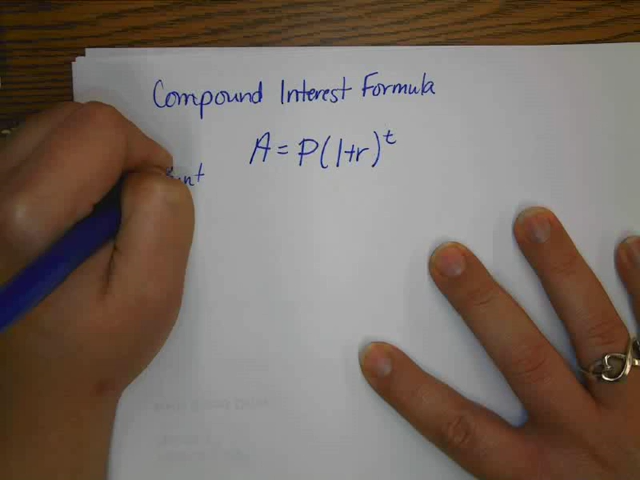 Compound Interest Formula
A = P(1+r)^t